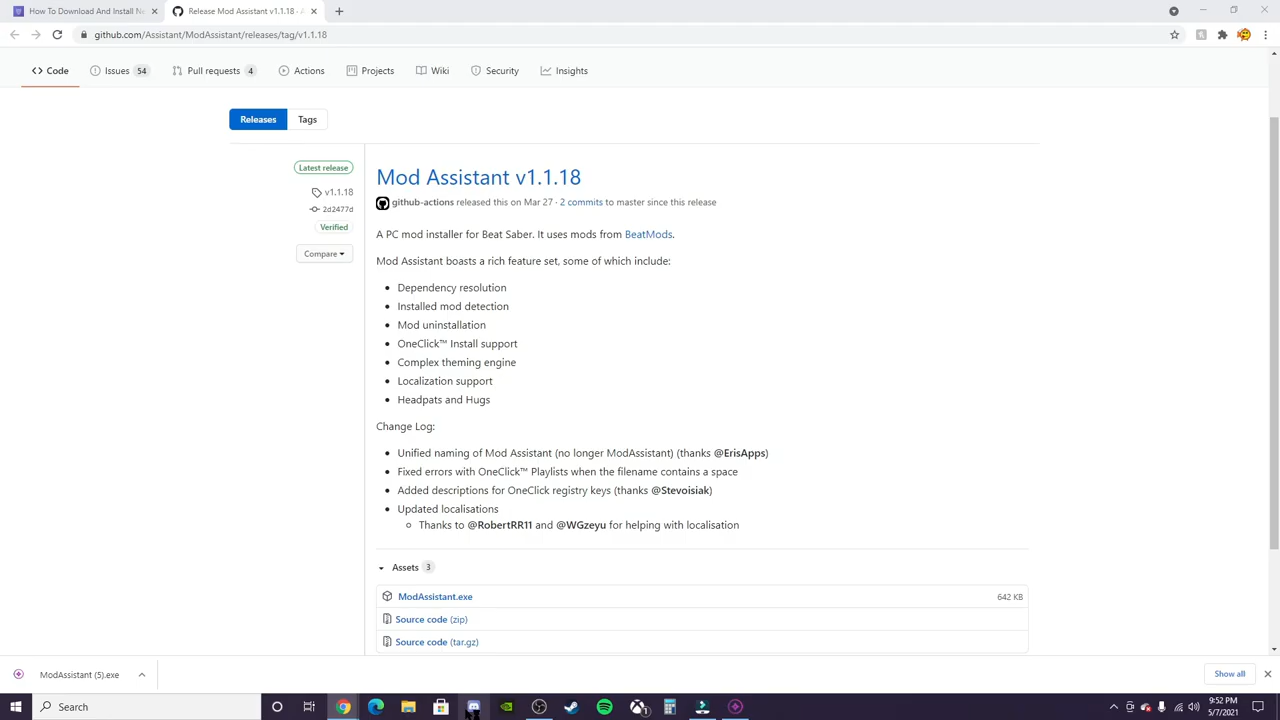 How To Download And Install Ne
Release Mod Assistant v1.1.18 · A
github.com/Assistant/ModAssistant/releases/tag/v1.1.18
Code
Issues 54
Pull requests 4
Actions
Projects
Wiki
Security
Insights
Releases
Tags
Latest release
v1.1.18
2d2477d
Verified
Compare
Mod Assistant v1.1.18
github-actions released this on Mar 27 · 2 commits to master since this release
A PC mod installer for Beat Saber. It uses mods from BeatMods.
Mod Assistant boasts a rich feature set, some of which include:
Dependency resolution
Installed mod detection
Mod uninstallation
OneClick™ Install support
Complex theming engine
Localization support
Headpats and Hugs
Change Log:
Unified naming of Mod Assistant (no longer ModAssistant) (thanks @ErisApps)
Fixed errors with OneClick™ Playlists when the filename contains a space
Added descriptions for OneClick registry keys (thanks @Stevoisiak)
Updated localisations
Thanks to @RobertRR11 and @WGzeyu for helping with localisation
Assets 3
ModAssistant.exe 642 KB
Source code (zip)
Source code (tar.gz)
ModAssistant (5).exe
Show all
Search
9:52 PM
5/7/2021